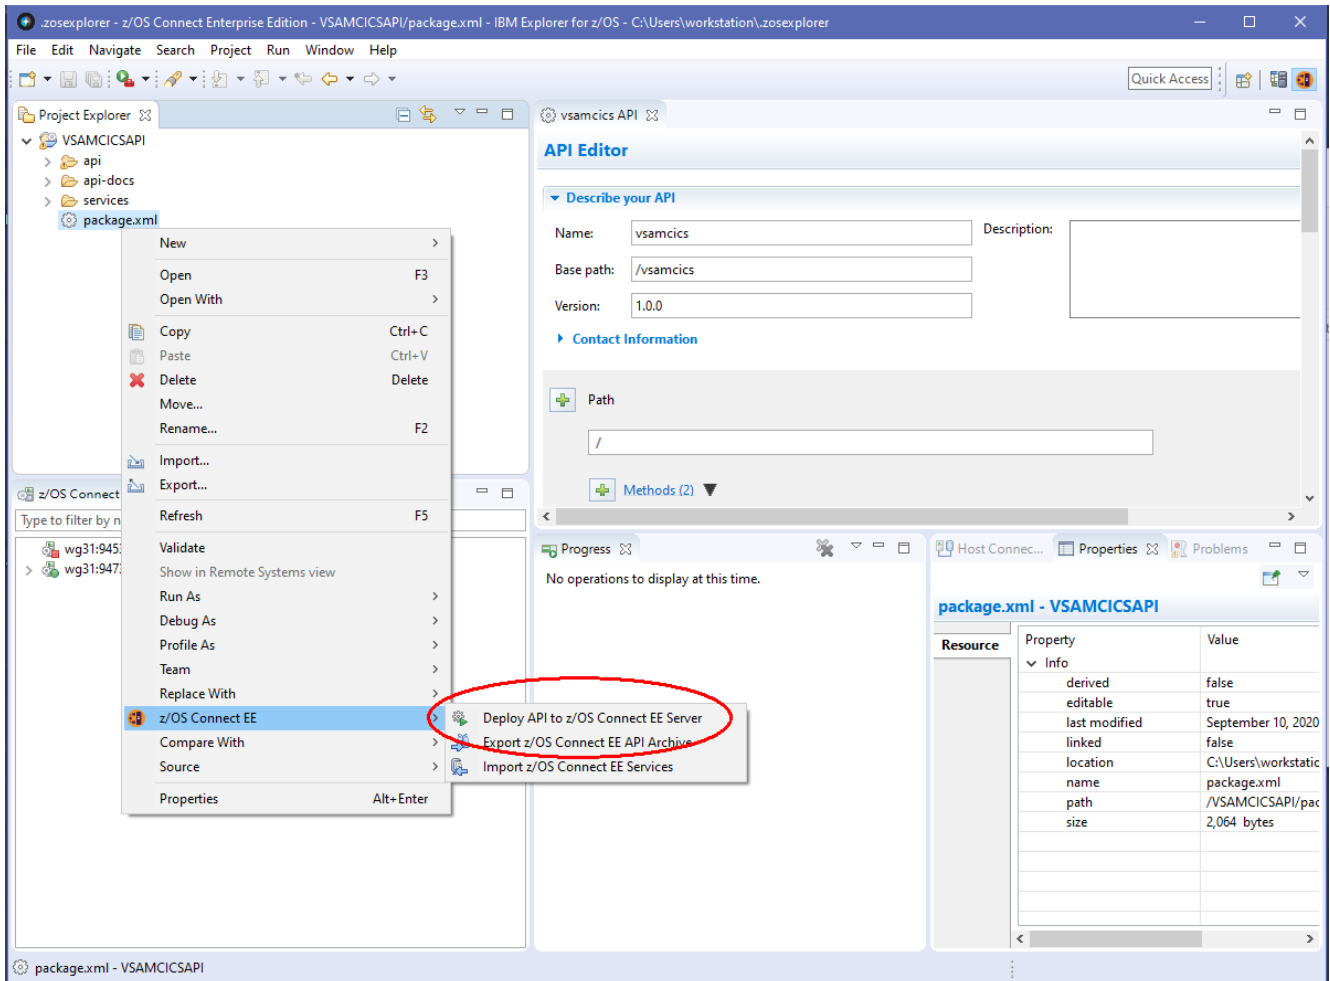 .zosexplorer - z/OS Connect Enterprise Edition - VSAMCICSAPI/package.xml - IBM Explorer for z/OS - C:\Users\workstation\.zosexplorer
File Edit Navigate Search Project Run Window Help
Quick Access
Project Explorer
VSAMCICSAPI
api
api-docs
services
package.xml
New
Open F3
Open With
Copy Ctrl+C
Paste Ctrl+V
Delete Delete
Move...
Rename... F2
Import...
Export...
Refresh F5
Validate
Show in Remote Systems view
Run As
Debug As
Profile As
Team
Replace With
z/OS Connect EE
Compare With
Source
Properties Alt+Enter
Deploy API to z/OS Connect EE Server
Export z/OS Connect EE API Archive
Import z/OS Connect EE Services
z/OS Connect
Type to filter by n
wg31:945
wg31:947
vsamcics API
API Editor
Describe your API
Name: vsamcics
Description:
Base path: /vsamcics
Version: 1.0.0
Contact Information
Path
/
Methods (2)
Progress
No operations to display at this time.
Host Connec... Properties Problems
package.xml - VSAMCICSAPI
Resource
Property Value
Info
derived false
editable true
last modified September 10, 2020
linked false
location C:\Users\workstatic
name package.xml
path /VSAMCICSAPI/pac
size 2,064 bytes
package.xml - VSAMCICSAPI